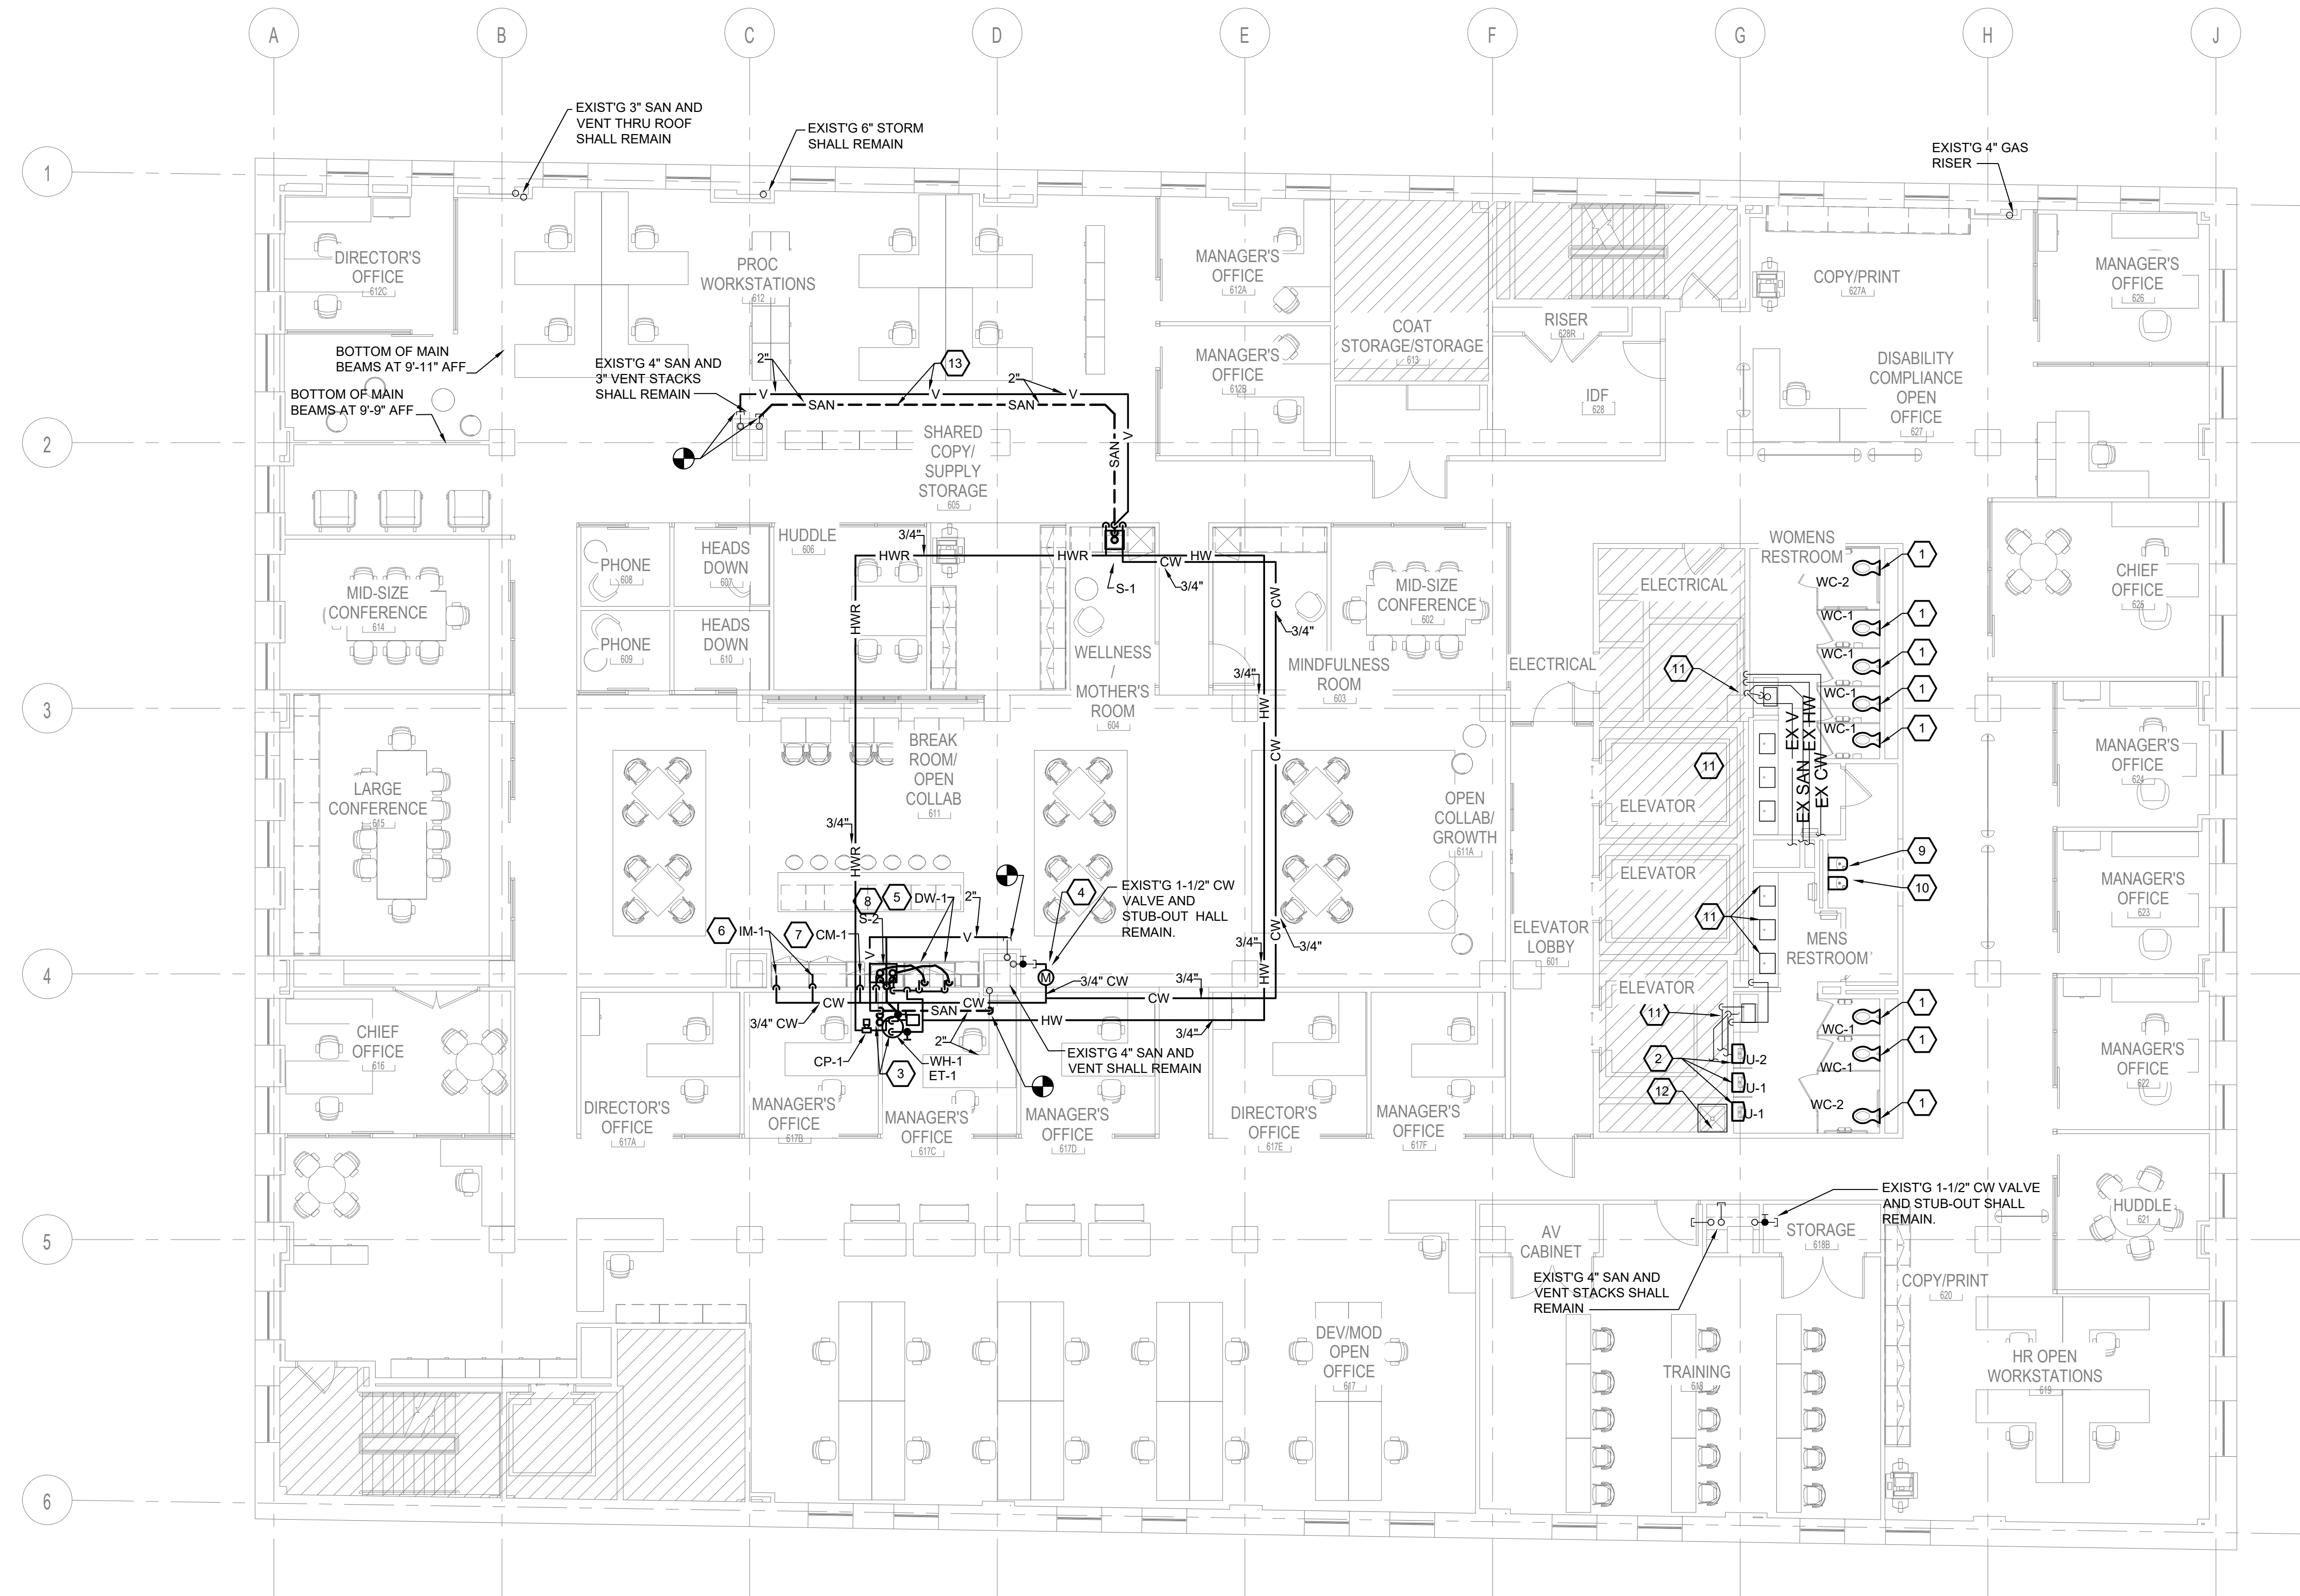 A
B
C
D
E
F
G
H
J
1
2
3
4
5
6
EXIST'G 3" SAN AND
VENT THRU ROOF
SHALL REMAIN
EXIST'G 6" STORM
SHALL REMAIN
EXIST'G 4" GAS
RISER
DIRECTOR'S
OFFICE
612C
PROC
WORKSTATIONS
612
MANAGER'S
OFFICE
612A
MANAGER'S
OFFICE
612B
COAT
STORAGE/STORAGE
613
RISER
628R
IDF
628
COPY/PRINT
627A
DISABILITY
COMPLIANCE
OPEN
OFFICE
627
MANAGER'S
OFFICE
626
BOTTOM OF MAIN
BEAMS AT 9'-11" AFF
BOTTOM OF MAIN
BEAMS AT 9'-9" AFF
EXIST'G 4" SAN AND
3" VENT STACKS
SHALL REMAIN
2"
13
2"
V
V
V
SAN
SAN
SAN
V
SHARED
COPY/
SUPPLY
STORAGE
605
MID-SIZE
CONFERENCE
614
PHONE
608
HEADS
DOWN
607
PHONE
609
HEADS
DOWN
610
HUDDLE
606
3/4"
HWR
HWR
HW
CW
3/4"
S-1
HWR
CW
3/4"
WELLNESS
/
MOTHER'S
ROOM
604
MINDFULNESS
ROOM
603
3/4"
HW
CW
MID-SIZE
CONFERENCE
602
ELECTRICAL
ELECTRICAL
WOMENS
RESTROOM
WC-2
1
WC-1
1
WC-1
1
WC-1
1
WC-1
1
11
EX V
EX HW
EX SAN
EX CW
CHIEF
OFFICE
625
MANAGER'S
OFFICE
624
LARGE
CONFERENCE
615
BREAK
ROOM/
OPEN
COLLAB
611
OPEN
COLLAB/
GROWTH
611A
11
ELEVATOR
ELEVATOR
ELEVATOR
9
10
11
MENS
RESTROOM
MANAGER'S
OFFICE
623
3/4"
HWR
8
5
DW-1
2"
S-2
4
EXIST'G 1-1/2" CW
VALVE AND
STUB-OUT HALL
REMAIN.
6
IM-1
7
CM-1
V
V
M
CW
3/4"
3/4"
HW
ELEVATOR
LOBBY
601
3/4" CW
3/4"
CW
CW
CW
SAN
HW
3/4"
3/4" CW
2"
CP-1
3
WH-1
ET-1
EXIST'G 4" SAN AND
VENT SHALL REMAIN
CHIEF
OFFICE
616
DIRECTOR'S
OFFICE
617A
MANAGER'S
OFFICE
617B
MANAGER'S
OFFICE
617C
MANAGER'S
OFFICE
617D
DIRECTOR'S
OFFICE
617E
MANAGER'S
OFFICE
617F
11
2
U-2
U-1
U-1
12
WC-1
1
WC-1
1
WC-2
1
MANAGER'S
OFFICE
622
EXIST'G 1-1/2" CW VALVE
AND STUB-OUT SHALL
REMAIN.
HUDDLE
621
AV
CABINET
STORAGE
618B
EXIST'G 4" SAN AND
VENT STACKS SHALL
REMAIN
COPY/PRINT
620
DEV/MOD
OPEN
OFFICE
617
TRAINING
618
HR OPEN
WORKSTATIONS
619